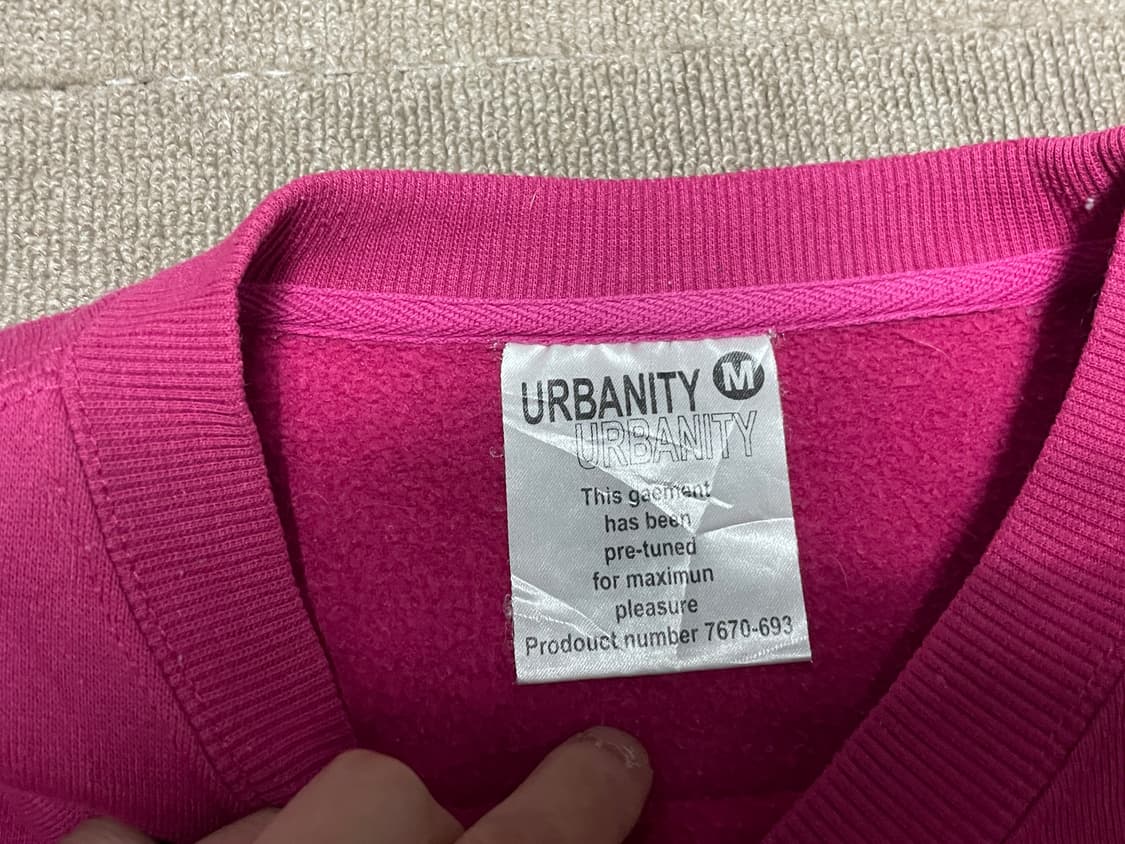 URBANITY M
URBANITY
This gaement
has been
pre-tuned
for maximun
pleasure
Prodouct number 7670-693